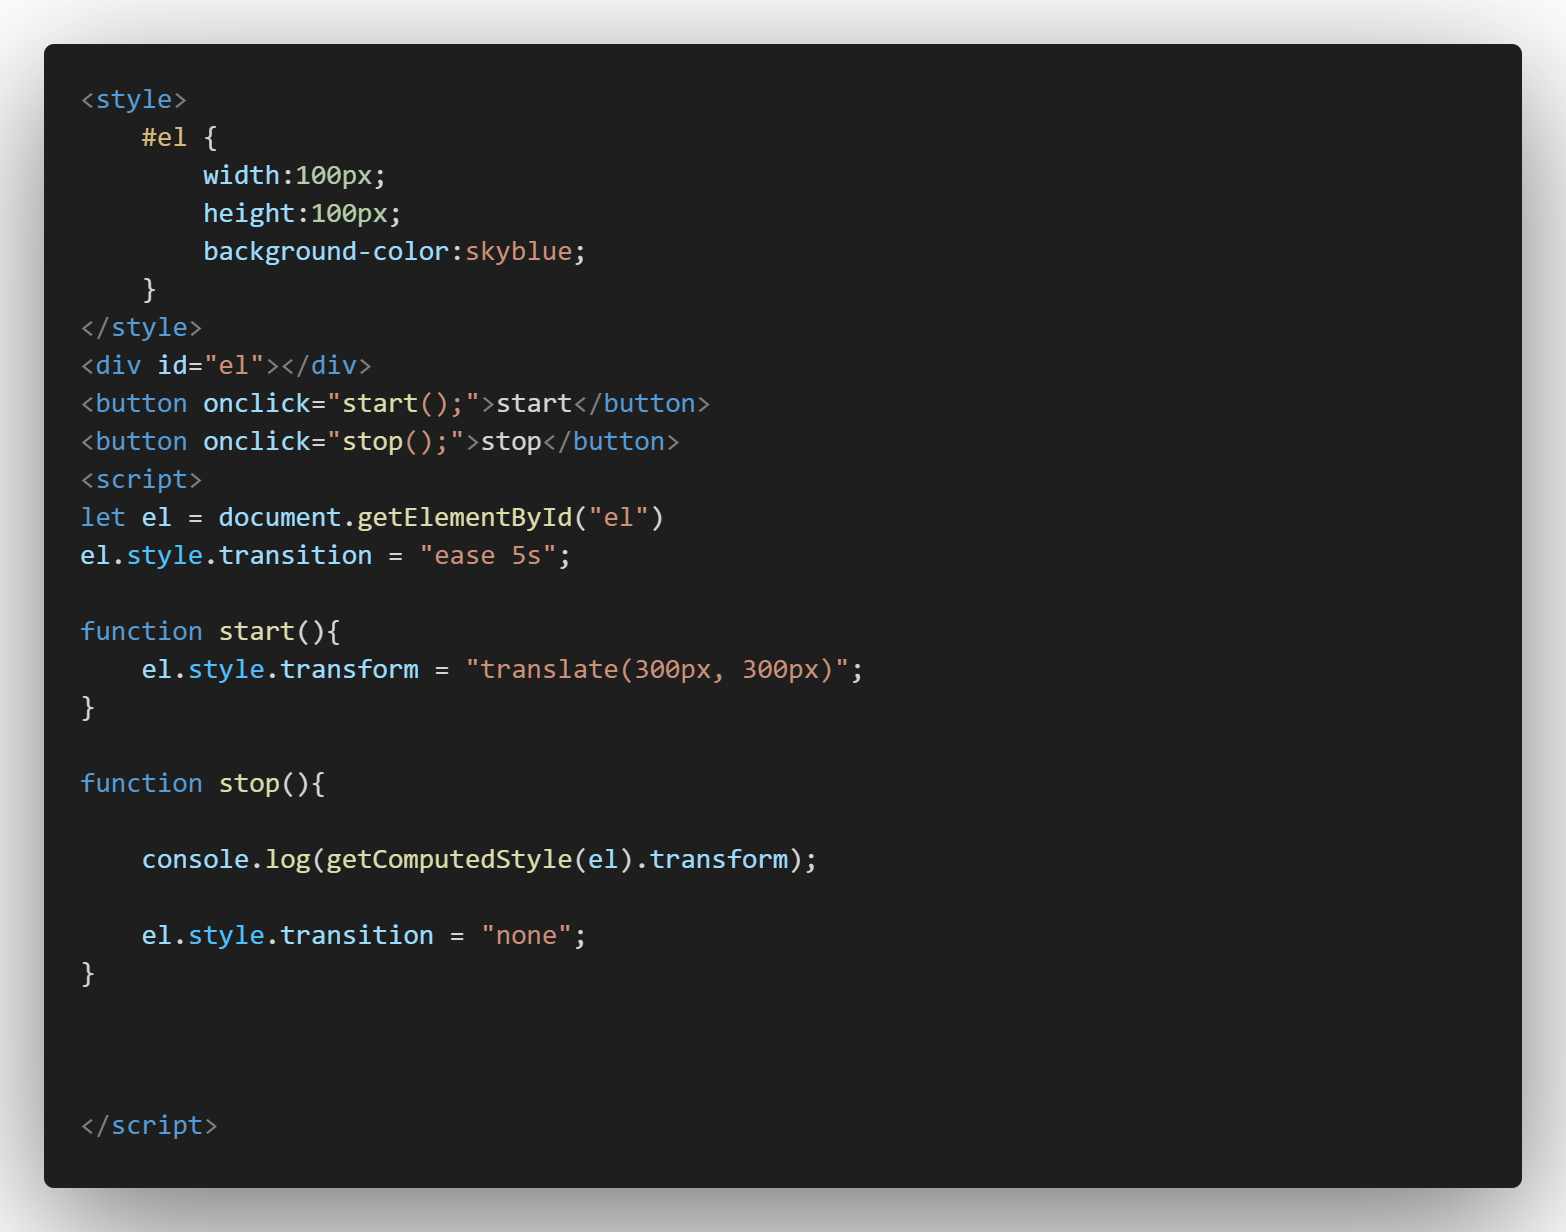 <style>
    #el {
        width:100px;
        height:100px;
        background-color:skyblue;
    }
</style>
<div id="el"></div>
<button onclick="start();">start</button>
<button onclick="stop();">stop</button>
<script>
let el = document.getElementById("el")
el.style.transition = "ease 5s";

function start(){
    el.style.transform = "translate(300px, 300px)";
}

function stop(){

    console.log(getComputedStyle(el).transform);

    el.style.transition = "none";
}

</script>